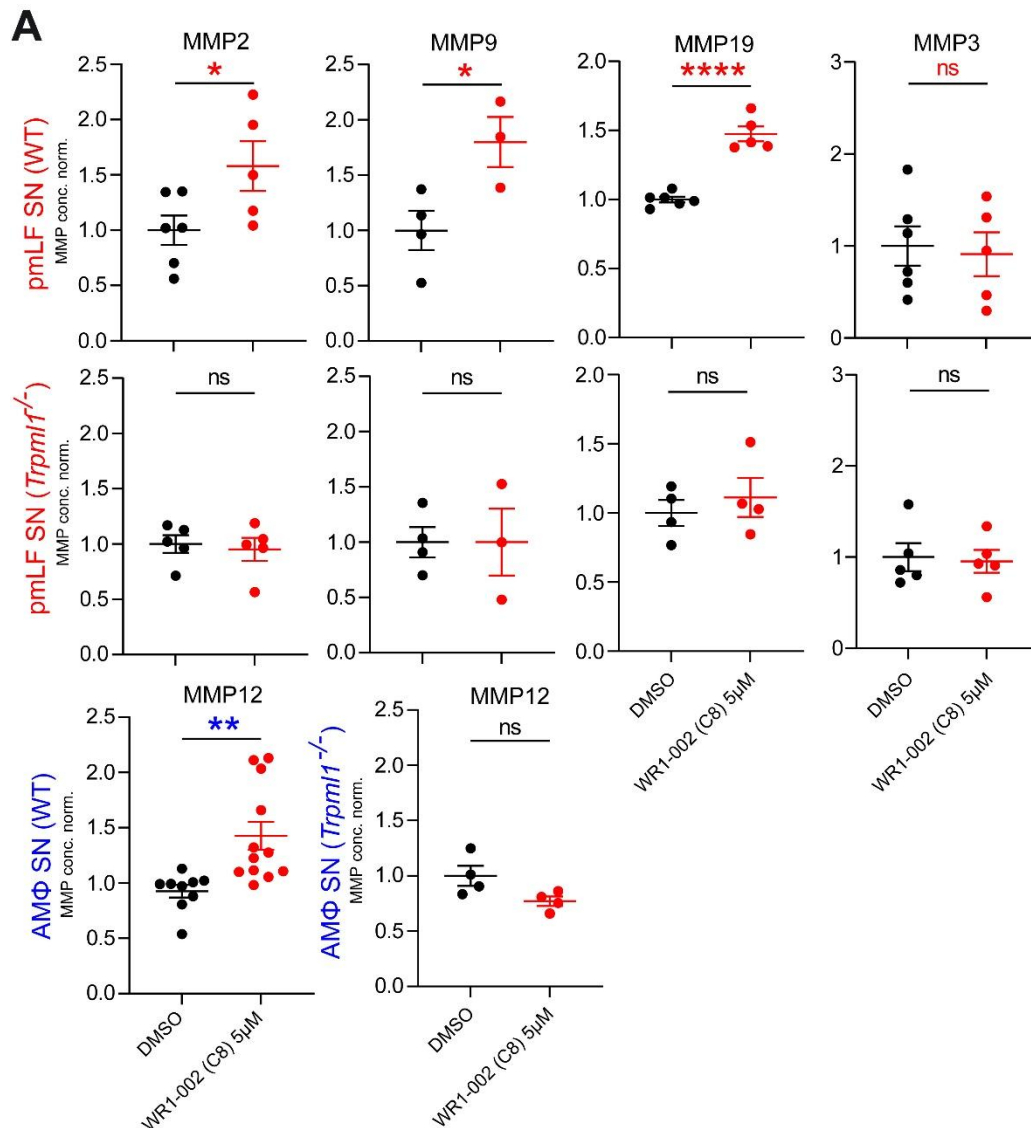 A
MMP2
MMP9
MMP19
MMP3
pmLF SN (WT)
MMP conc. norm.
2.5
2.0
1.5
1.0
0.5
0.0
*
2.5
2.0
1.5
1.0
0.5
0.0
*
2.0
1.5
1.0
0.5
0.0
****
3
2
1
0
ns
pmLF SN (Trpml1-/-)
MMP conc. norm.
2.5
2.0
1.5
1.0
0.5
0.0
ns
2.5
2.0
1.5
1.0
0.5
0.0
ns
2.0
1.5
1.0
0.5
0.0
ns
DMSO
WR1-002 (C8) 5µM
3
2
1
0
ns
DMSO
WR1-002 (C8) 5µM
MMP12
AMΦ SN (WT)
MMP conc. norm.
2.5
2.0
1.5
1.0
0.5
0.0
**
DMSO
WR1-002 (C8) 5µM
MMP12
AMΦ SN (Trpml1-/-)
MMP conc. norm.
2.5
2.0
1.5
1.0
0.5
0.0
ns
DMSO
WR1-002 (C8) 5µM